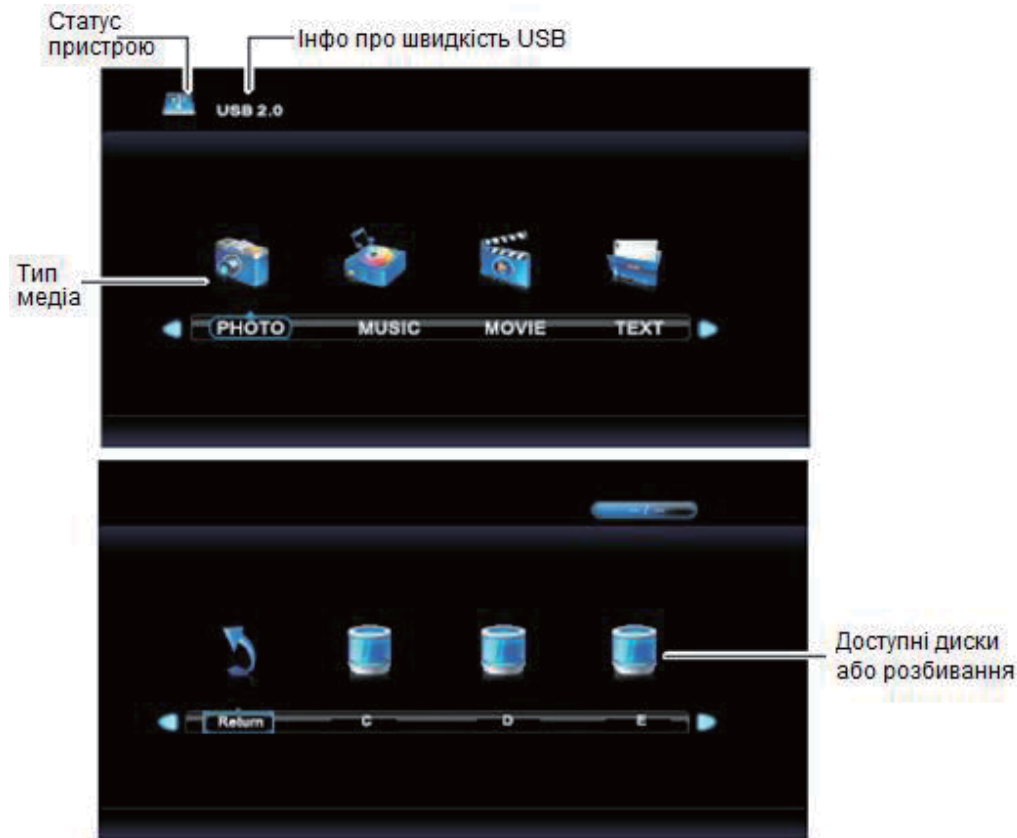 Статус
пристрою
Інфо про швидкість USB
USB 2.0
Тип
медіа
PHOTO MUSIC MOVIE TEXT
-- / --
Доступні диски
або розбивання
Return C D E